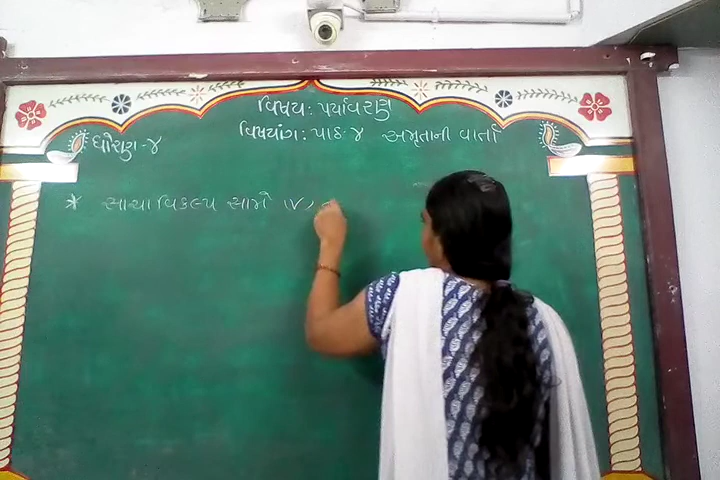 વિષય: પર્યાવરણ
વિષયાંગ: પાઠ-૪ અમૃતાની વાર્તા
ધોરણ-૪
* સાચા વિકલ્પ સામે (✓)